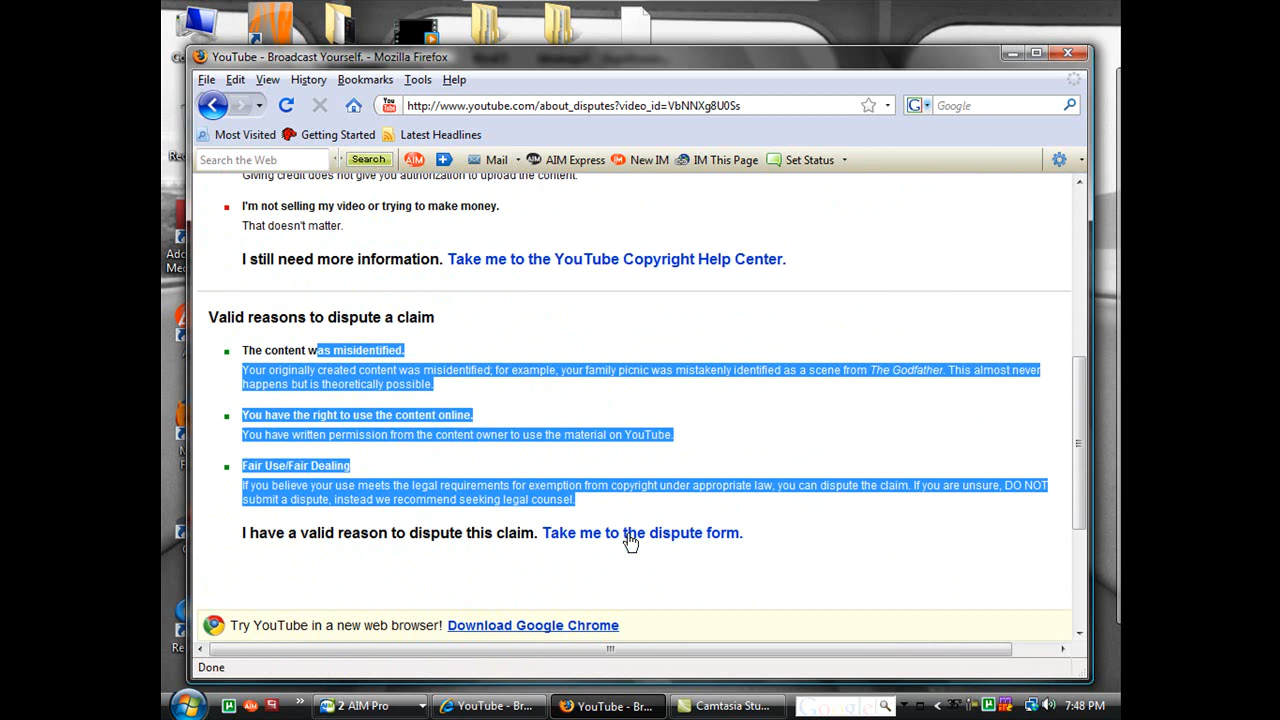 YouTube - Broadcast Yourself. - Mozilla Firefox
File Edit View History Bookmarks Tools Help
You Tube http://www.youtube.com/about_disputes?video_id=VbNNXg8U0Ss G Google
Most Visited Getting Started Latest Headlines
Search the Web Search AIM Mail AIM AIM Express New IM IM This Page Set Status
Giving credit does not give you authorization to upload the content.
I'm not selling my video or trying to make money.
That doesn't matter.
I still need more information. Take me to the YouTube Copyright Help Center.
Valid reasons to dispute a claim
The content was misidentified.
Your originally created content was misidentified; for example, your family picnic was mistakenly identified as a scene from The Godfather. This almost never
happens but is theoretically possible.
You have the right to use the content online.
You have written permission from the content owner to use the material on YouTube.
Fair Use/Fair Dealing
If you believe your use meets the legal requirements for exemption from copyright under appropriate law, you can dispute the claim. If you are unsure, DO NOT
submit a dispute, instead we recommend seeking legal counsel.
I have a valid reason to dispute this claim. Take me to the dispute form.
Try YouTube in a new web browser! Download Google Chrome
Done
2 AIM Pro YouTube - Br... YouTube - Br... Camtasia Stu... Google 7:48 PM